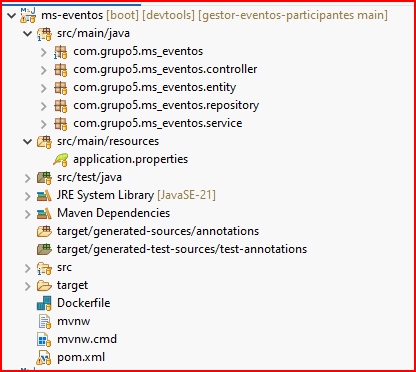 ms-eventos [boot] [devtools] [gestor-eventos-participantes main]
src/main/java
com.grupo5.ms_eventos
com.grupo5.ms_eventos.controller
com.grupo5.ms_eventos.entity
com.grupo5.ms_eventos.repository
com.grupo5.ms_eventos.service
src/main/resources
application.properties
src/test/java
JRE System Library [JavaSE-21]
Maven Dependencies
target/generated-sources/annotations
target/generated-test-sources/test-annotations
src
target
Dockerfile
mvnw
mvnw.cmd
pom.xml